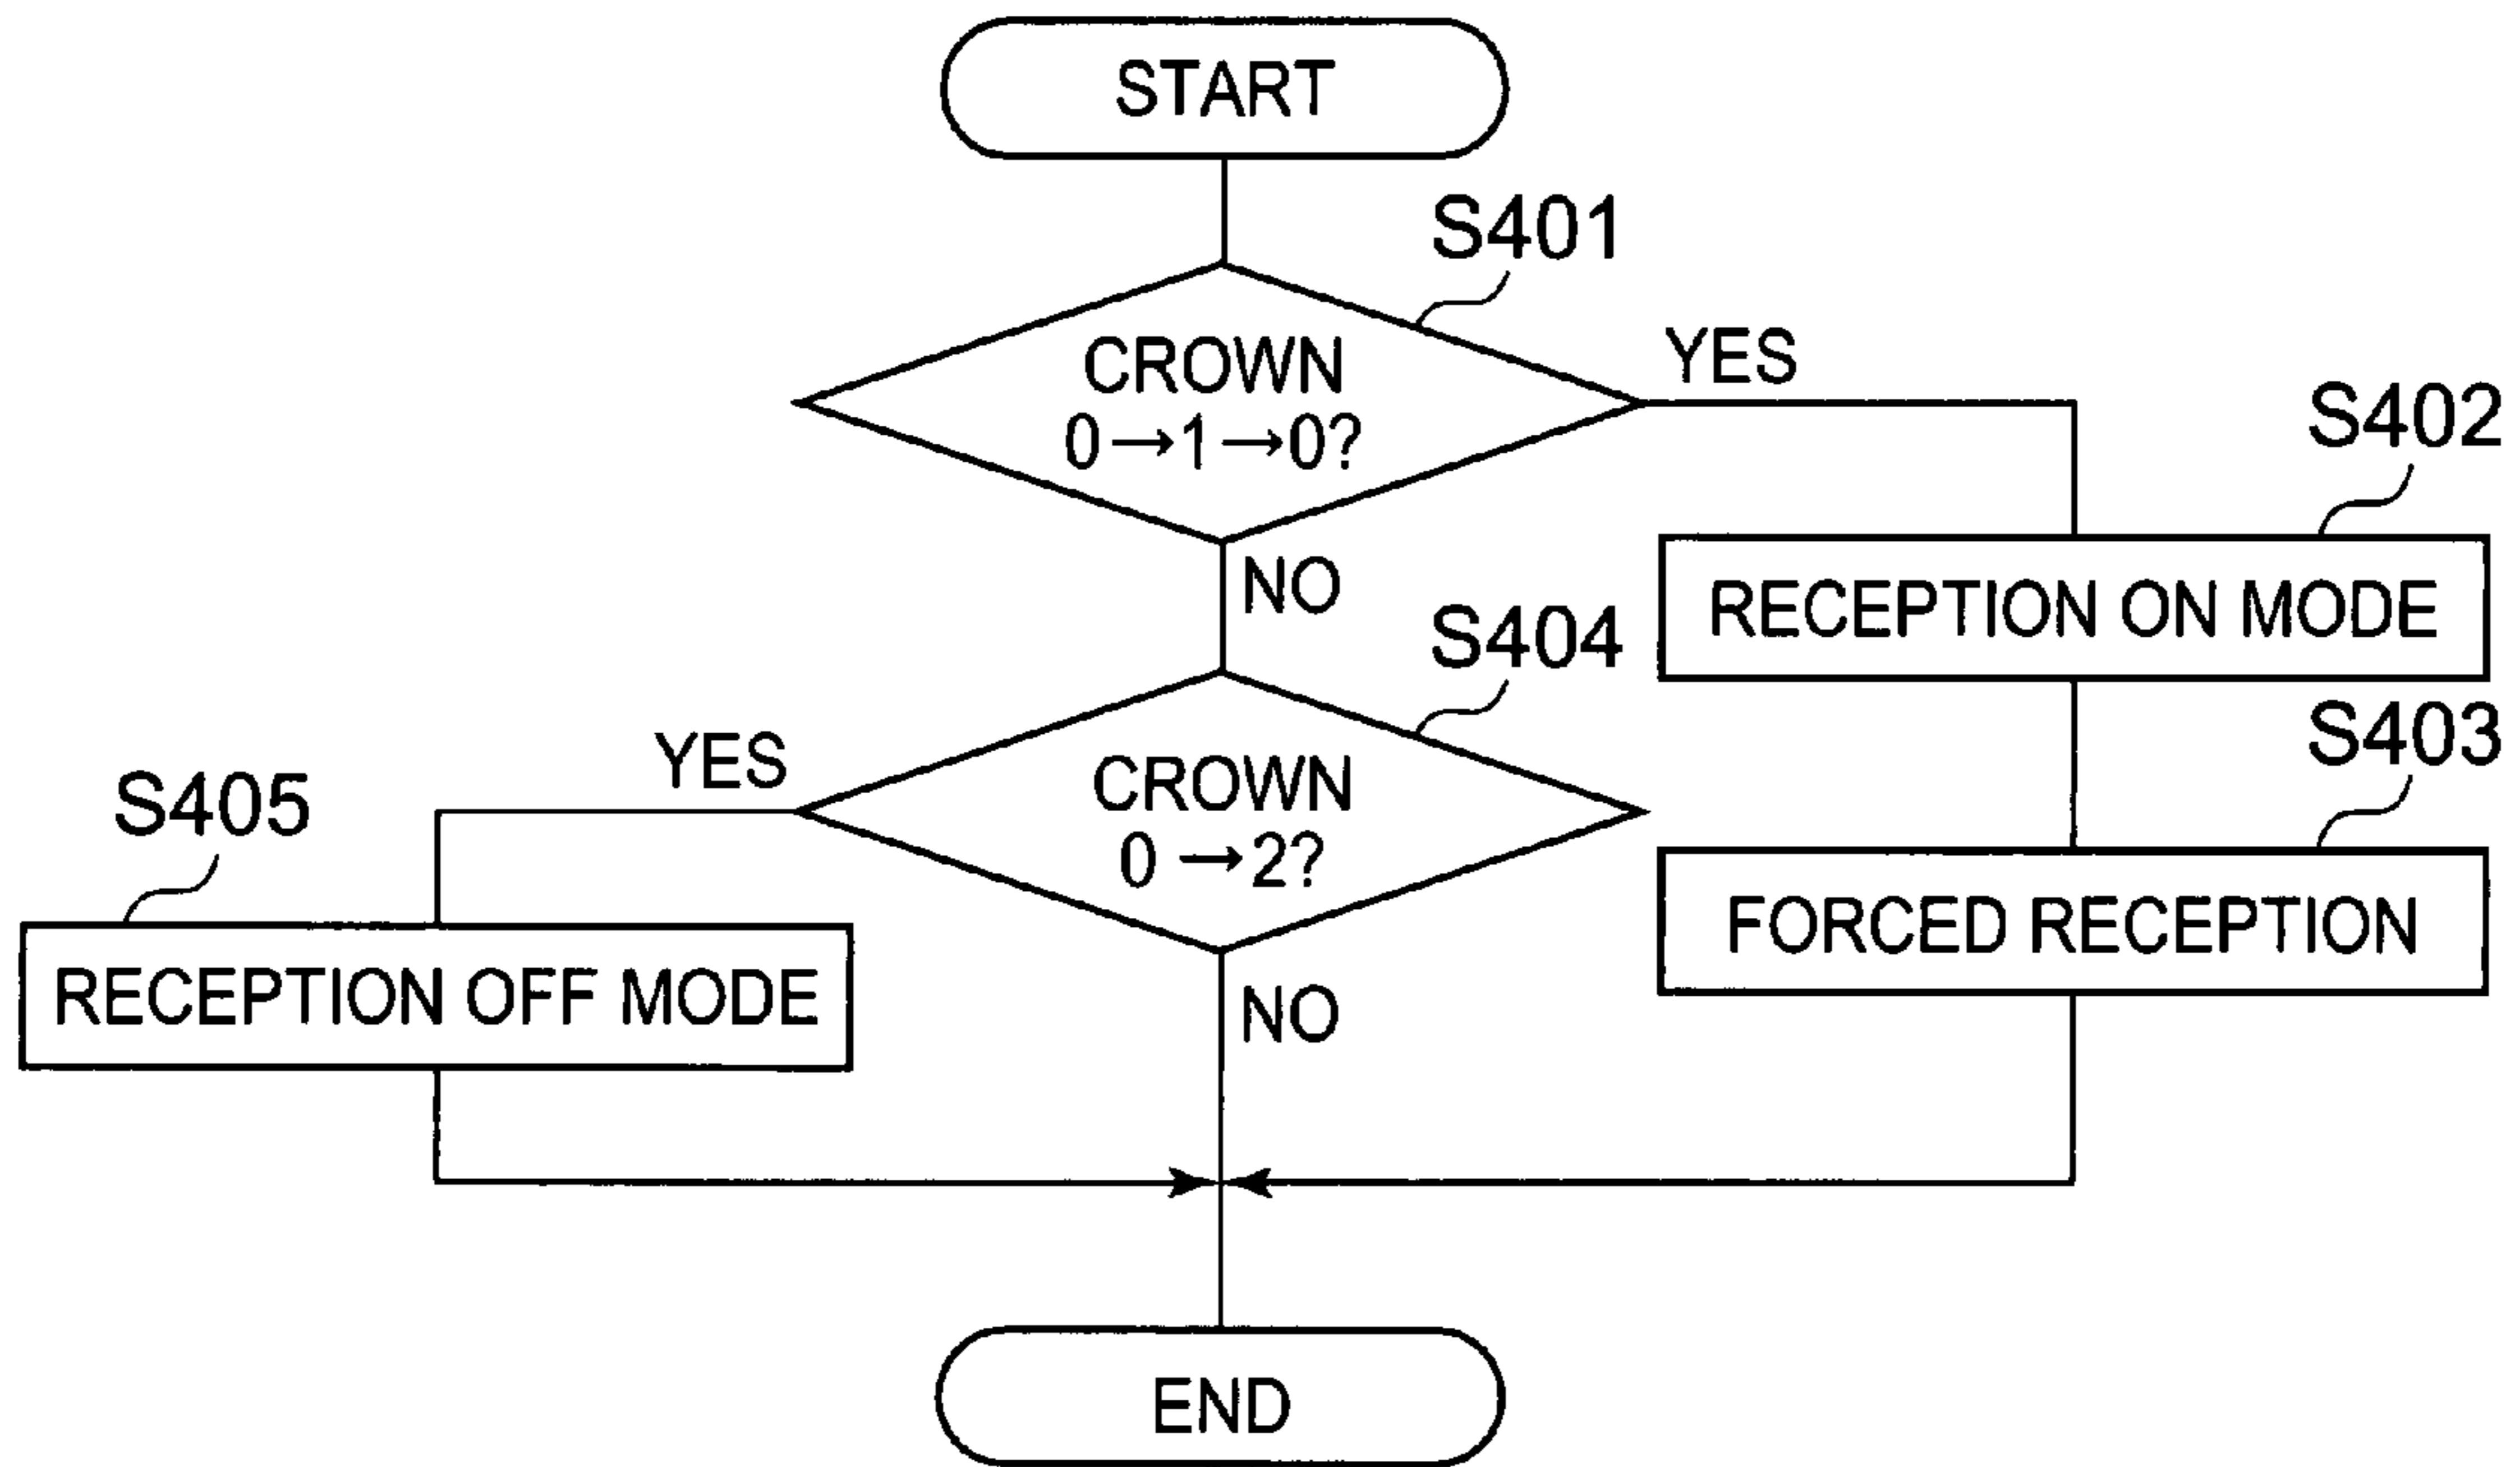 START
S401
CROWN
0→1→0?
YES
S402
NO
RECEPTION ON MODE
S404
S403
YES
CROWN
0→2?
S405
FORCED RECEPTION
RECEPTION OFF MODE
NO
END